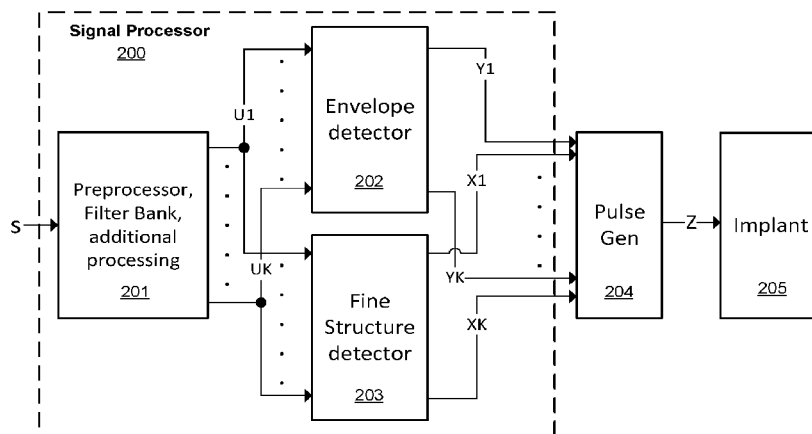 Signal Processor
200
S
Preprocessor,
Filter Bank,
additional
processing
201
U1
UK
Envelope
detector
202
Fine
Structure
detector
203
Y1
X1
YK
XK
Pulse
Gen
204
Z
Implant
205